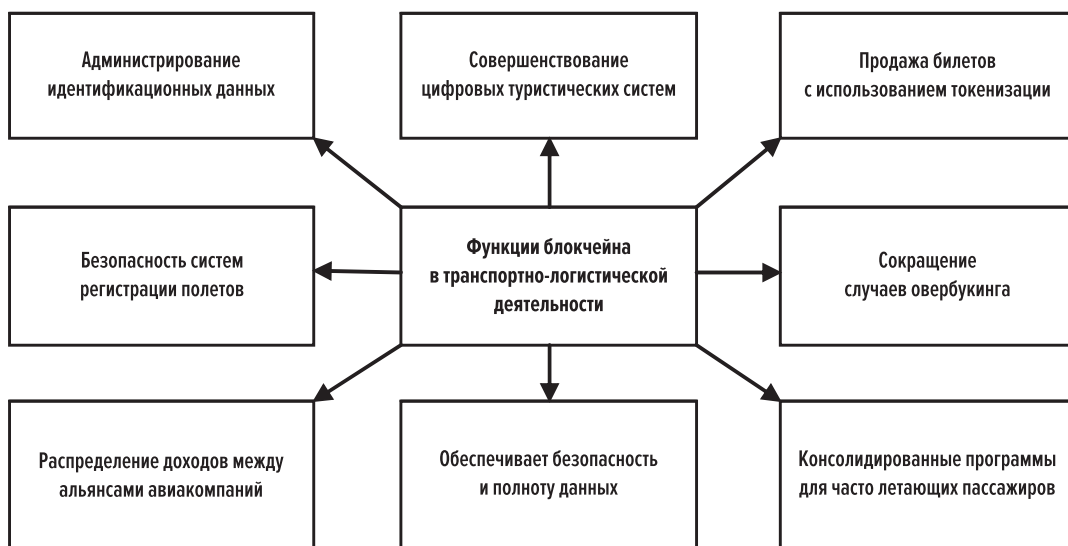 Администрирование
идентификационных данных
Совершенствование
цифровых туристических систем
Продажа билетов
с использованием токенизации
Безопасность систем
регистрации полетов
Функции блокчейна
в транспортно-логистической
деятельности
Сокращение
случаев овербукинга
Распределение доходов между
альянсами авиакомпаний
Обеспечивает безопасность
и полноту данных
Консолидированные программы
для часто летающих пассажиров